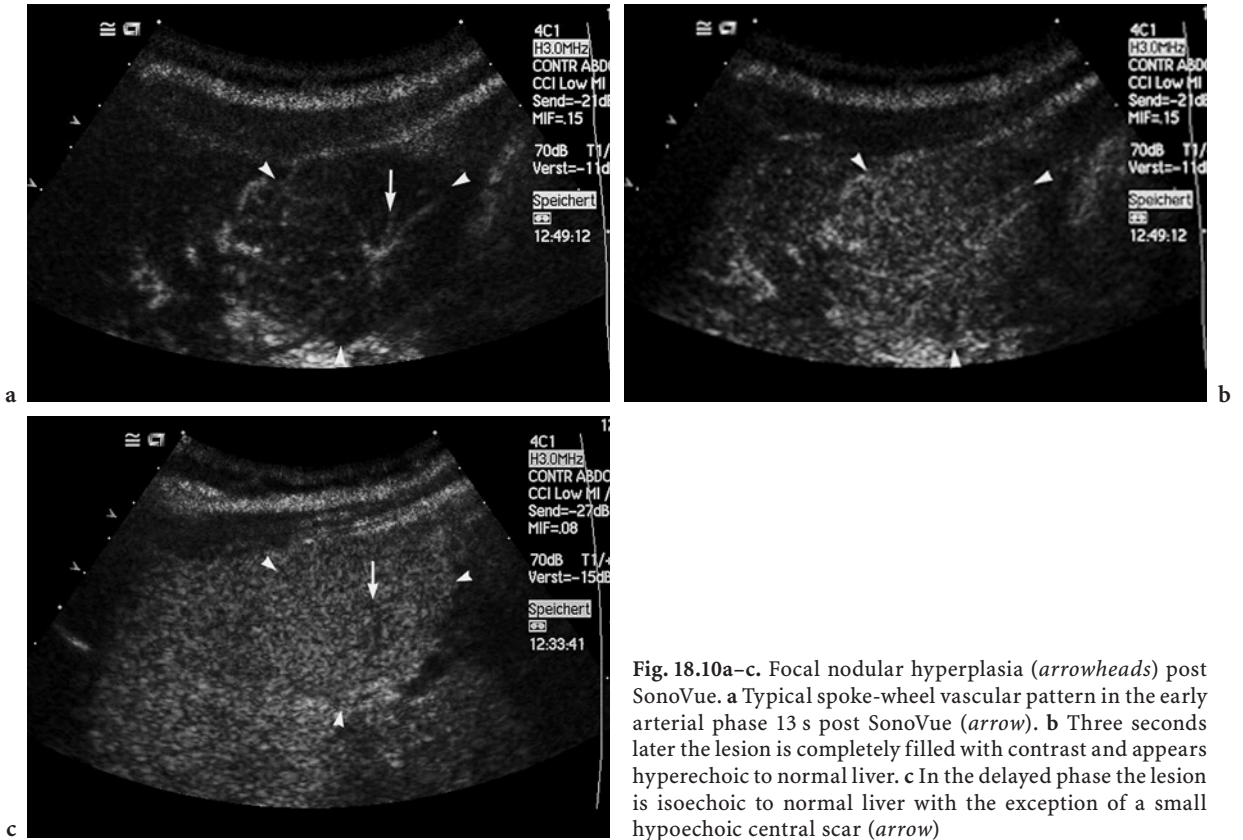 4C1
H3.0MHz
CONTR ABD
CCI Low MI
Send=-21dB
MIF=.15
70dB T1/
Verst=-11d
Speichert
12:49:12
a
4C1
H3.0MHz
CONTR ABD
CCI Low MI
Send=-21dB
MIF=.15
70dB T1/
Verst=-11d
Speichert
12:49:12
b
4C1
H3.0MHz
CONTR ABDO
CCI Low MI /
Send=-27dB
MIF=.08
70dB T1/+
Verst=-15dB
Speichert
12:33:41
c
Fig. 18.10a–c. Focal nodular hyperplasia (arrowheads) post
SonoVue. a Typical spoke-wheel vascular pattern in the early
arterial phase 13 s post SonoVue (arrow). b Three seconds
later the lesion is completely filled with contrast and appears
hyperechoic to normal liver. c In the delayed phase the lesion
is isoechoic to normal liver with the exception of a small
hypoechoic central scar (arrow)